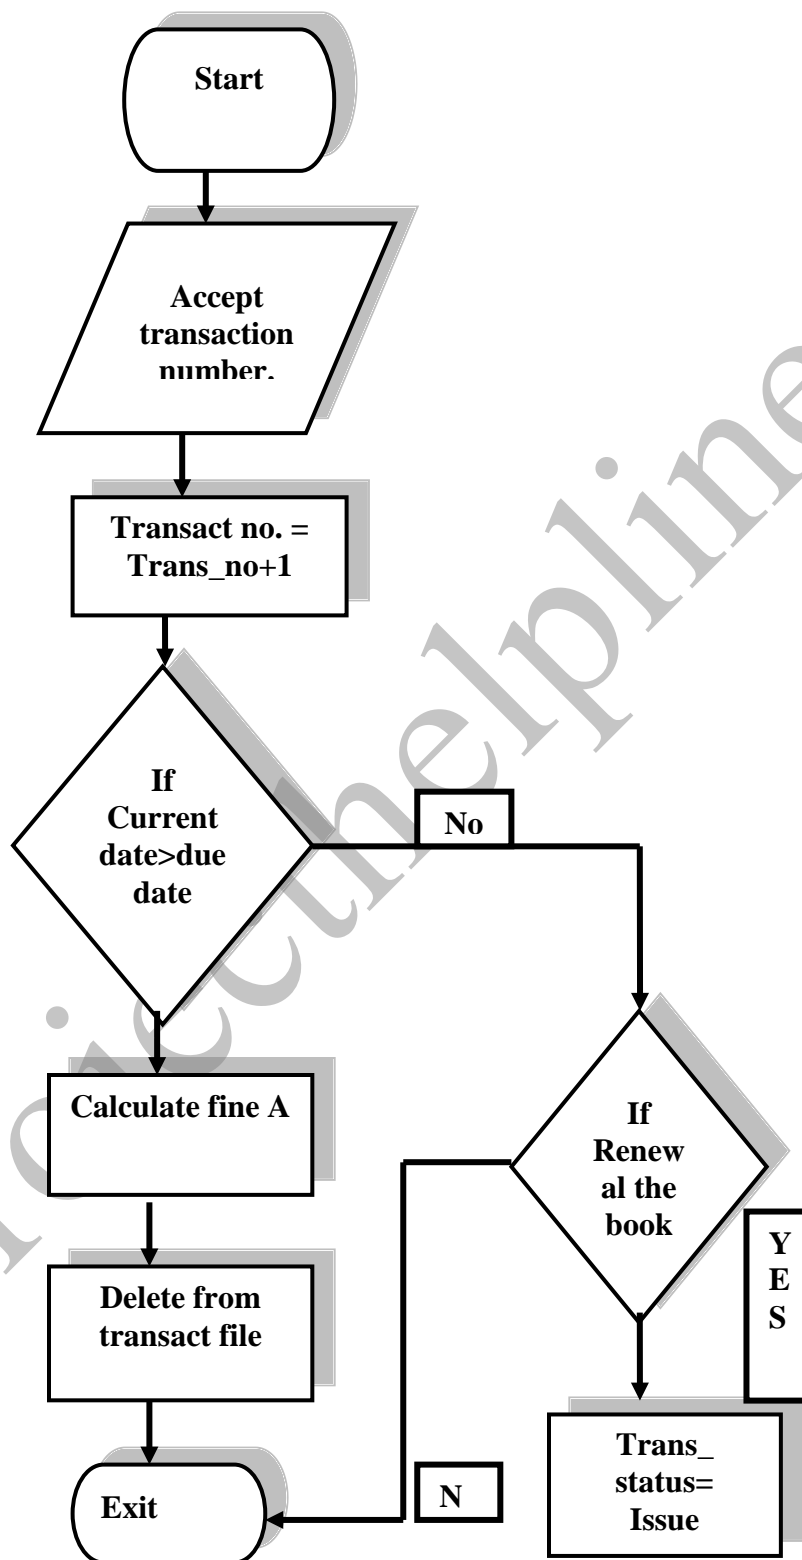 Start
Accept
transaction
number.
Transact no. =
Trans_no+1
If
Current
date>due
date
No
Calculate fine A
If
Renew
al the
book
Y
E
S
Delete from
transact file
Trans_
status=
Issue
Exit
N